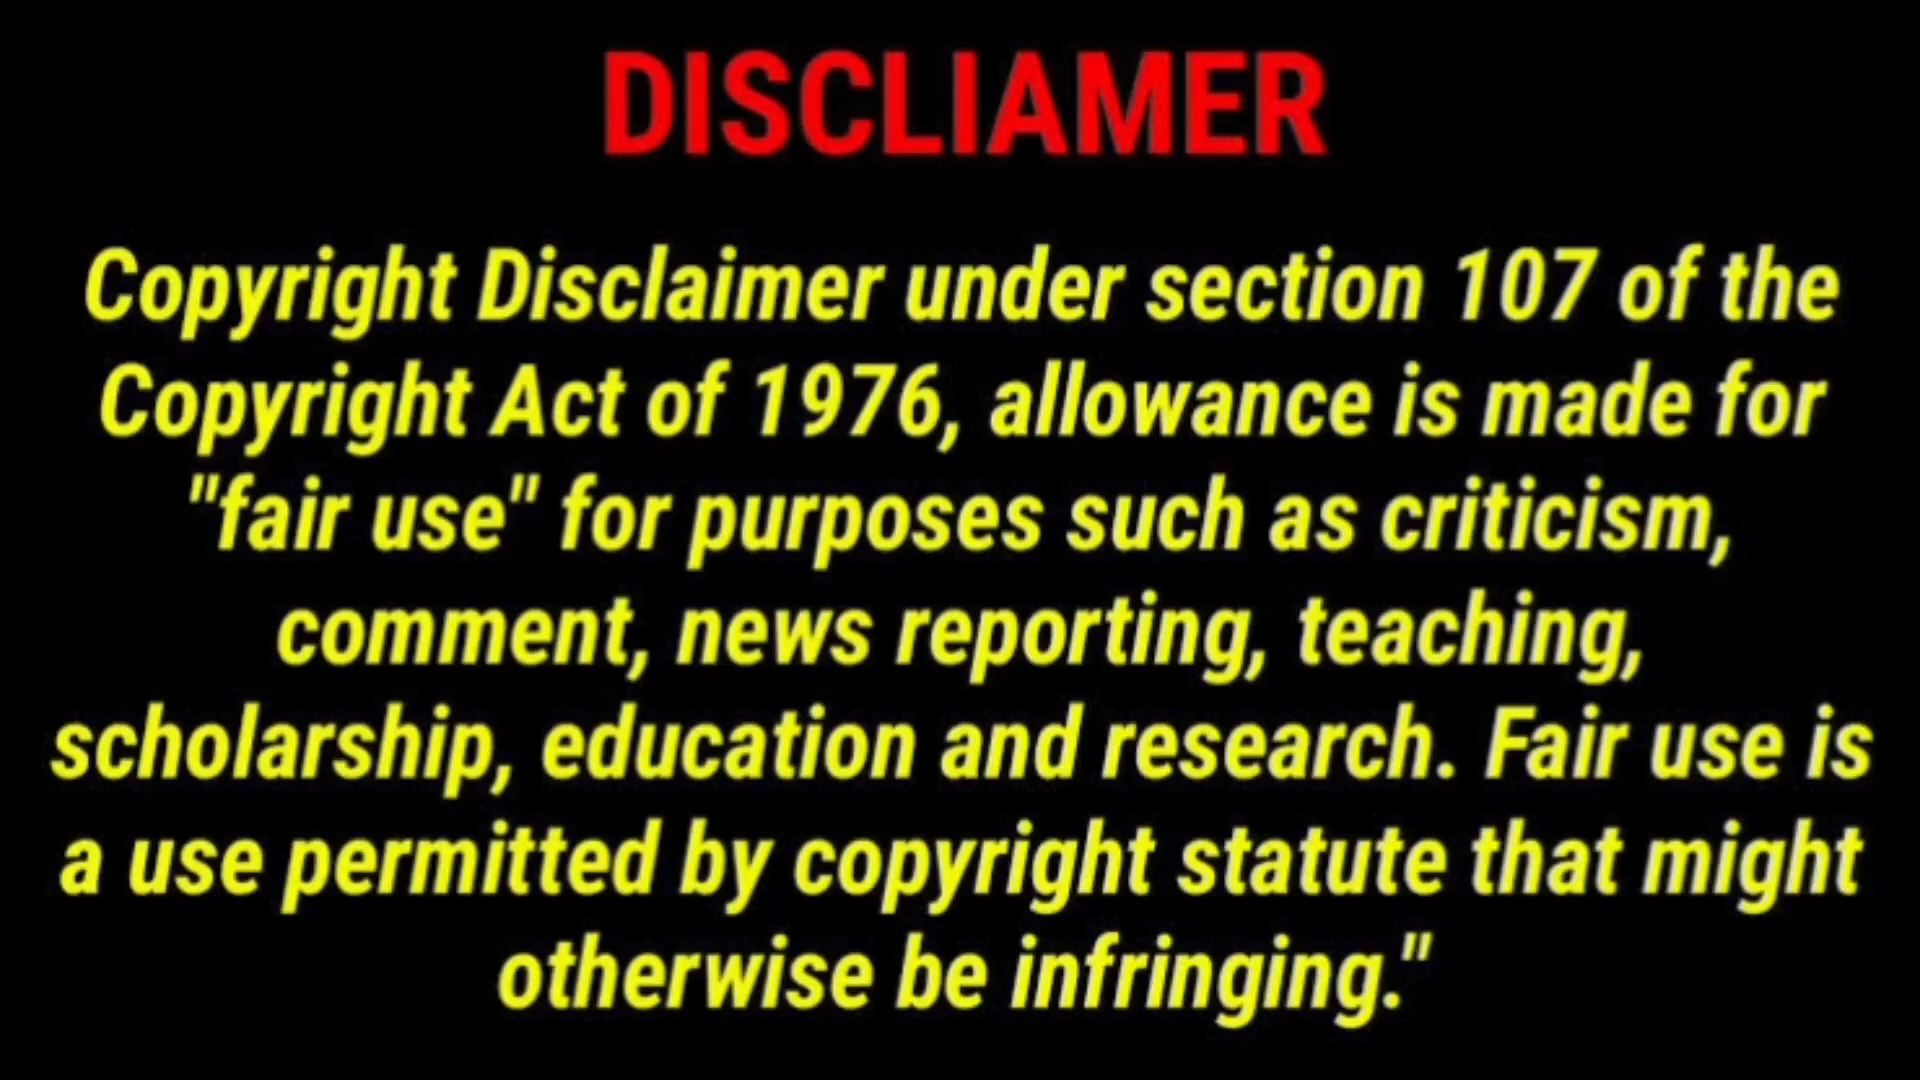 DISCLIAMER
Copyright Disclaimer under section 107 of the
Copyright Act of 1976, allowance is made for
"fair use" for purposes such as criticism,
comment, news reporting, teaching,
scholarship, education and research. Fair use is
a use permitted by copyright statute that might
otherwise be infringing."